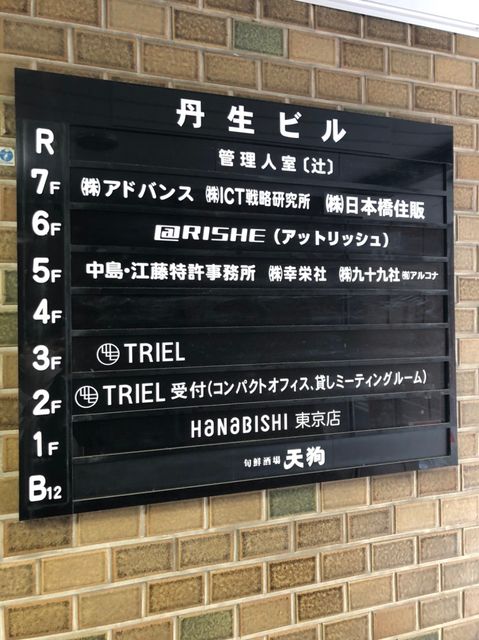 丹生ビル
R 管理人室〔辻〕
7F ㈱アドバンス ㈱ICT戦略研究所 ㈱日本橋住販
6F @RISHE（アットリッシュ）
5F 中島・江藤特許事務所 ㈱幸栄社 ㈱九十九社 ㈲アルコナ
4F
3F TRIEL
2F TRIEL 受付（コンパクトオフィス、貸しミーティングルーム）
1F HANABISHI 東京店
B12 旬鮮酒場 天狗